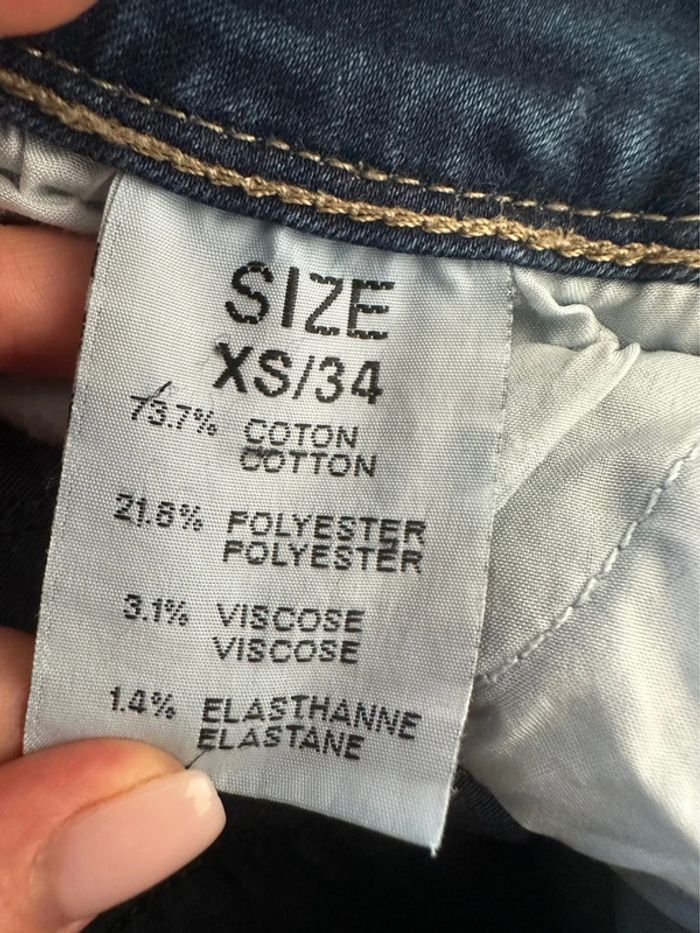 SIZE
XS/34
73.7% COTON
COTTON
21.8% POLYESTER
POLYESTER
3.1% VISCOSE
VISCOSE
1.4% ELASTHANNE
ELASTANE